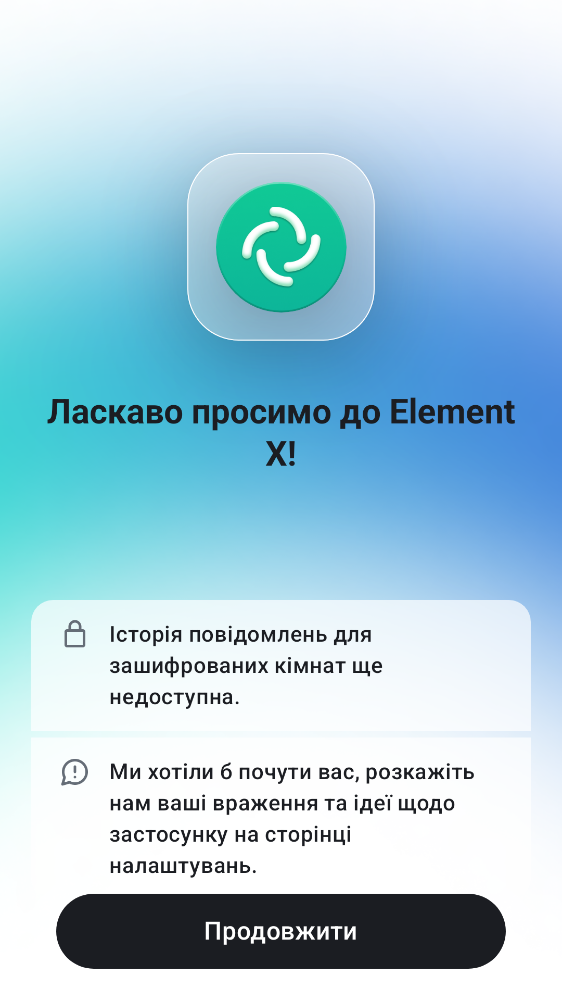 Ласкаво просимо до Element
X!
Історія повідомлень для
зашифрованих кімнат ще
недоступна.
Ми хотіли б почути вас, розкажіть
нам ваші враження та ідеї щодо
застосунку на сторінці
налаштувань.
Продовжити